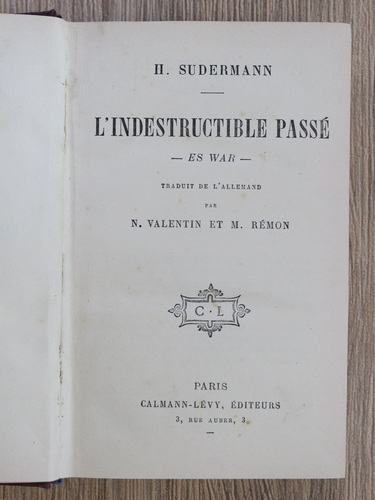 H. SUDERMANN
L'INDESTRUCTIBLE PASSÉ
— ES WAR —
TRADUIT DE L'ALLEMAND
PAR
N. VALENTIN ET M. RÉMON
C · L
PARIS
CALMANN-LÉVY, ÉDITEURS
3, RUE AUBER, 3